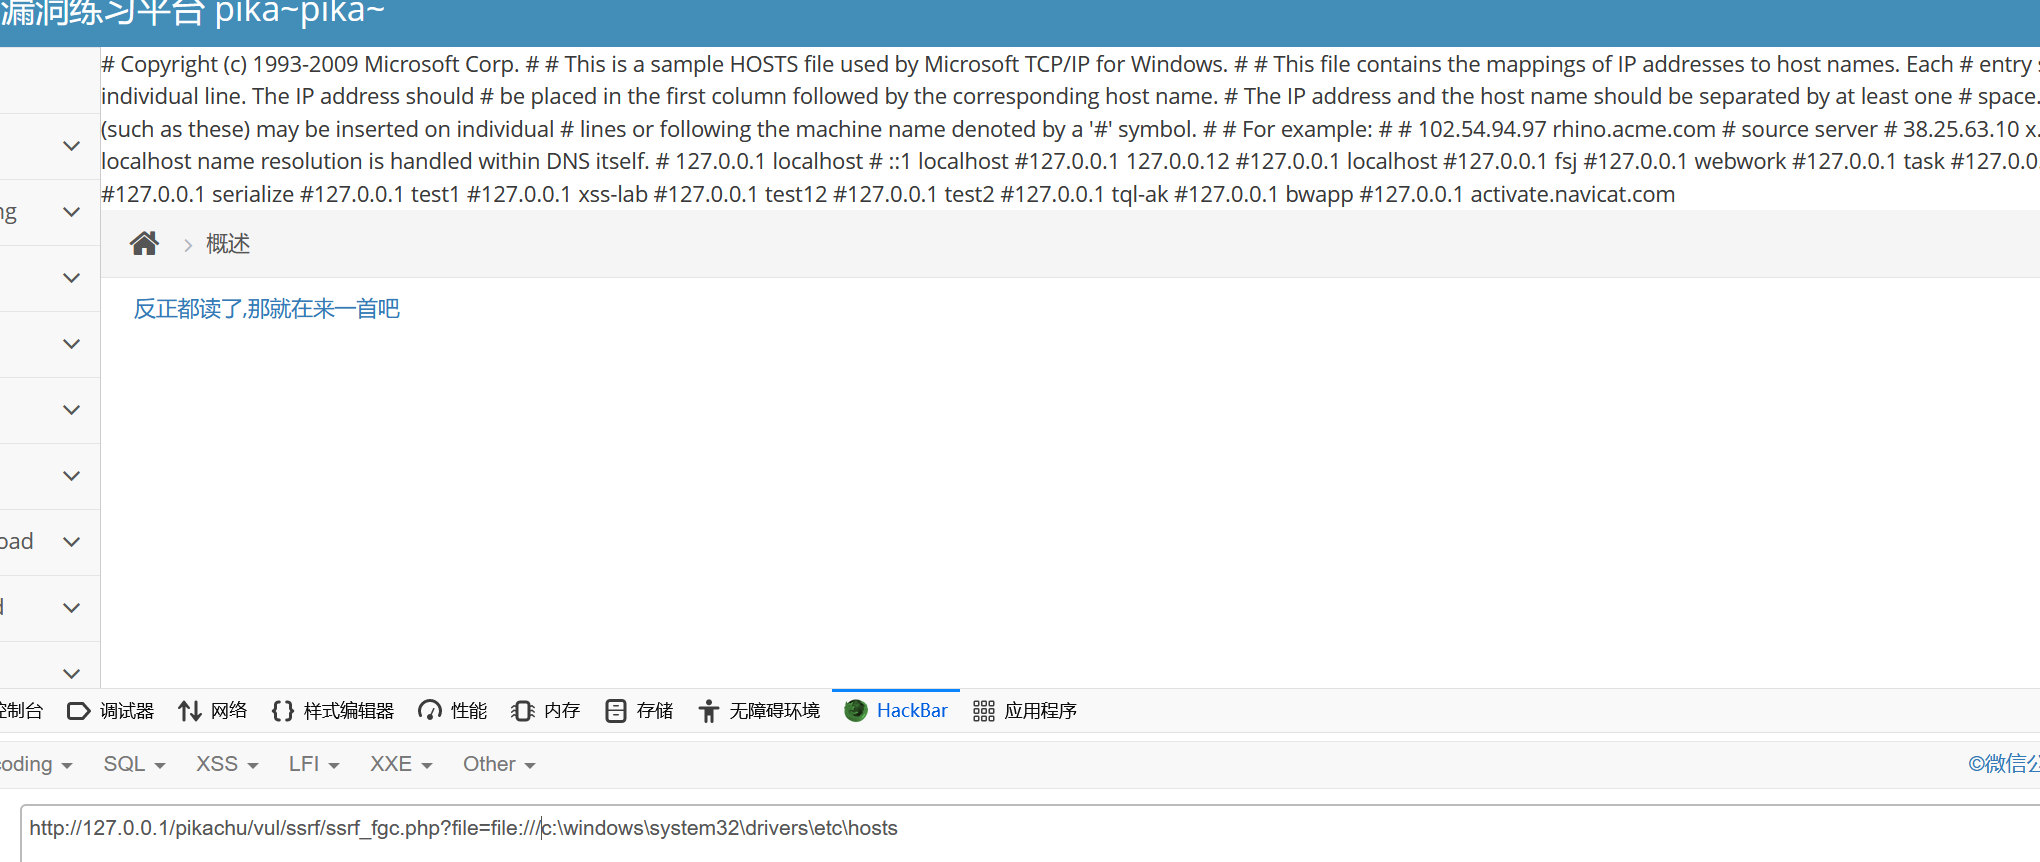 漏洞练习平台 pika~pika~
# Copyright (c) 1993-2009 Microsoft Corp. # # This is a sample HOSTS file used by Microsoft TCP/IP for Windows. # # This file contains the mappings of IP addresses to host names. Each # entry
individual line. The IP address should # be placed in the first column followed by the corresponding host name. # The IP address and the host name should be separated by at least one # space.
(such as these) may be inserted on individual # lines or following the machine name denoted by a '#' symbol. # # For example: # # 102.54.94.97 rhino.acme.com # source server # 38.25.63.10 x.
localhost name resolution is handled within DNS itself. # 127.0.0.1 localhost # ::1 localhost #127.0.0.1 127.0.0.12 #127.0.0.1 localhost #127.0.0.1 fsj #127.0.0.1 webwork #127.0.0.1 task #127.0.0
#127.0.0.1 serialize #127.0.0.1 test1 #127.0.0.1 xss-lab #127.0.0.1 test12 #127.0.0.1 test2 #127.0.0.1 tql-ak #127.0.0.1 bwapp #127.0.0.1 activate.navicat.com
ng
概述
反正都读了,那就在来一首吧
oad
控制台 调试器 网络 样式编辑器 性能 内存 存储 无障碍环境 HackBar 应用程序
coding SQL XSS LFI XXE Other ©微信公
http://127.0.0.1/pikachu/vul/ssrf/ssrf_fgc.php?file=file:///c:\windows\system32\drivers\etc\hosts